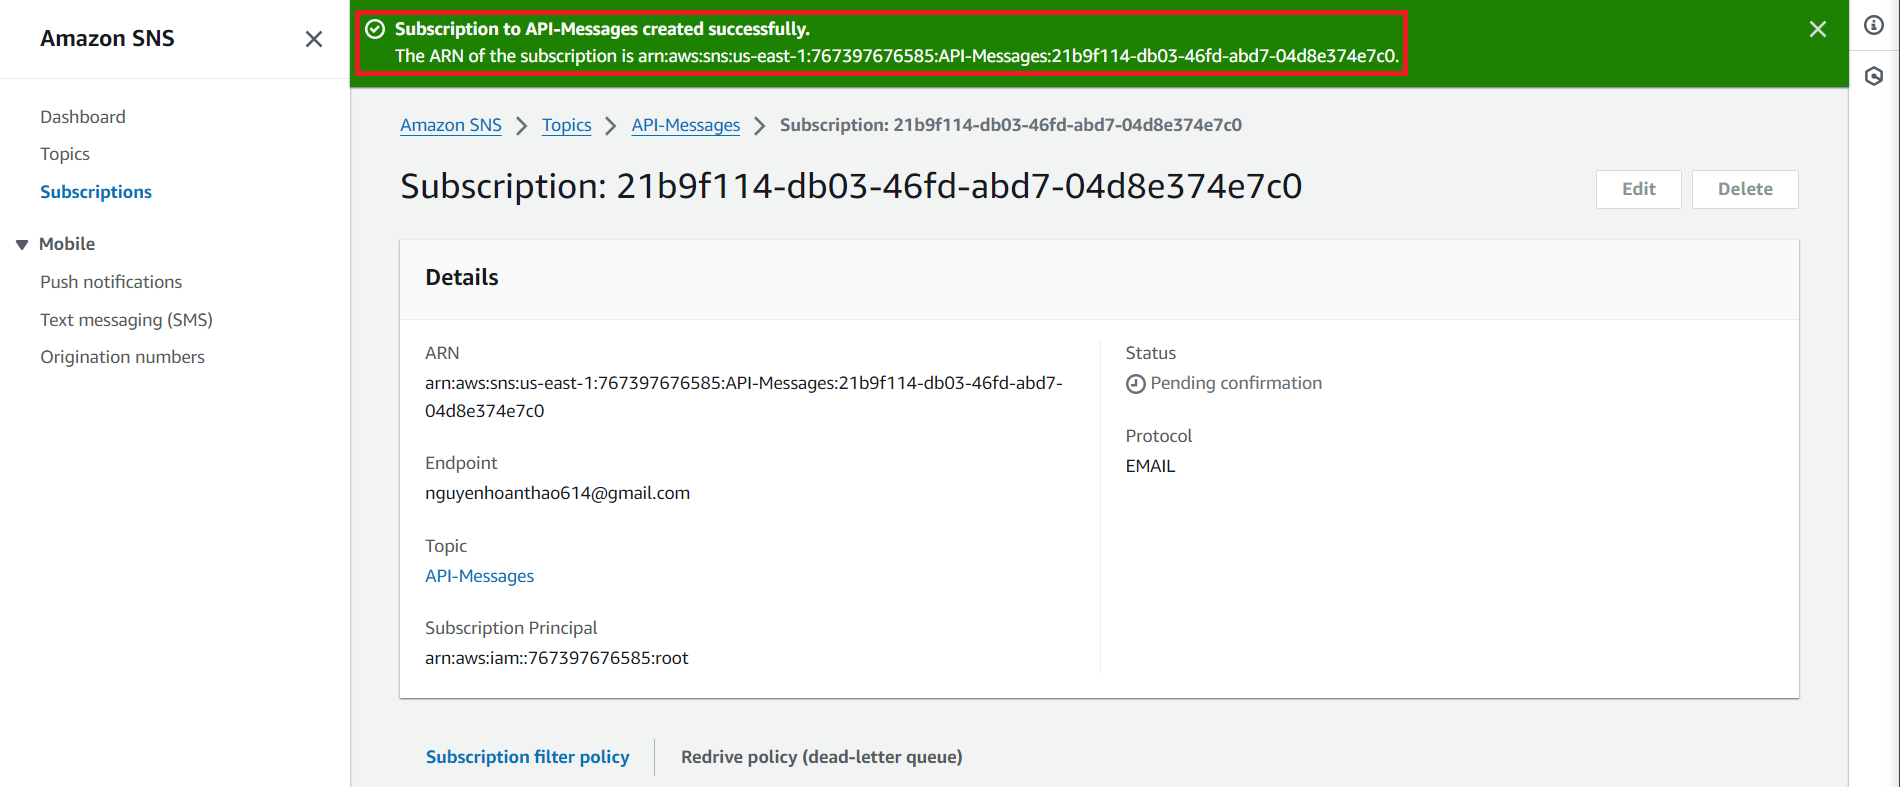 Amazon SNS
Dashboard
Topics
Subscriptions
Mobile
Push notifications
Text messaging (SMS)
Origination numbers
Subscription to API-Messages created successfully.
The ARN of the subscription is arn:aws:sns:us-east-1:767397676585:API-Messages:21b9f114-db03-46fd-abd7-04d8e374e7c0.
Amazon SNS > Topics > API-Messages > Subscription: 21b9f114-db03-46fd-abd7-04d8e374e7c0
Subscription: 21b9f114-db03-46fd-abd7-04d8e374e7c0
Edit
Delete
Details
ARN
arn:aws:sns:us-east-1:767397676585:API-Messages:21b9f114-db03-46fd-abd7-
04d8e374e7c0
Endpoint
nguyenhoanthao614@gmail.com
Topic
API-Messages
Subscription Principal
arn:aws:iam::767397676585:root
Status
Pending confirmation
Protocol
EMAIL
Subscription filter policy
Redrive policy (dead-letter queue)